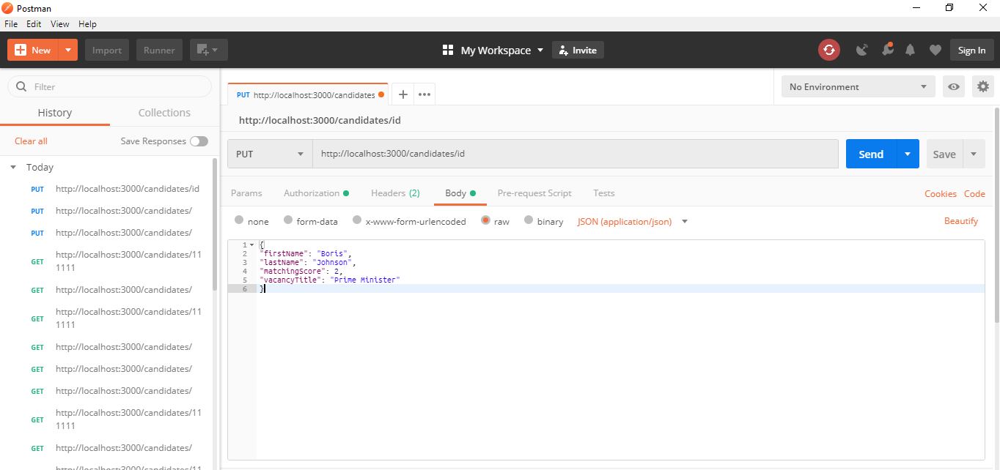 Postman
File Edit View Help
New Import Runner My Workspace Invite Sign In
Filter
History Collections
Clear all Save Responses
Today
PUT http://localhost:3000/candidates/id
PUT http://localhost:3000/candidates/
PUT http://localhost:3000/candidates/
GET http://localhost:3000/candidates/11
1111
GET http://localhost:3000/candidates/
GET http://localhost:3000/candidates/11
1111
GET http://localhost:3000/candidates/
GET http://localhost:3000/candidates/
GET http://localhost:3000/candidates/
GET http://localhost:3000/candidates/11
1111
GET http://localhost:3000/candidates/
http://localhost:3000/candidates/11
PUT http://localhost:3000/candidates
No Environment
http://localhost:3000/candidates/id
PUT http://localhost:3000/candidates/id Send Save
Params Authorization Headers (2) Body Pre-request Script Tests Cookies Code
none form-data x-www-form-urlencoded raw binary JSON (application/json) Beautify
1 {
2 "firstName": "Boris",
3 "lastName": "Johnson",
4 "matchingScore": 2,
5 "vacancyTitle": "Prime Minister"
6 }